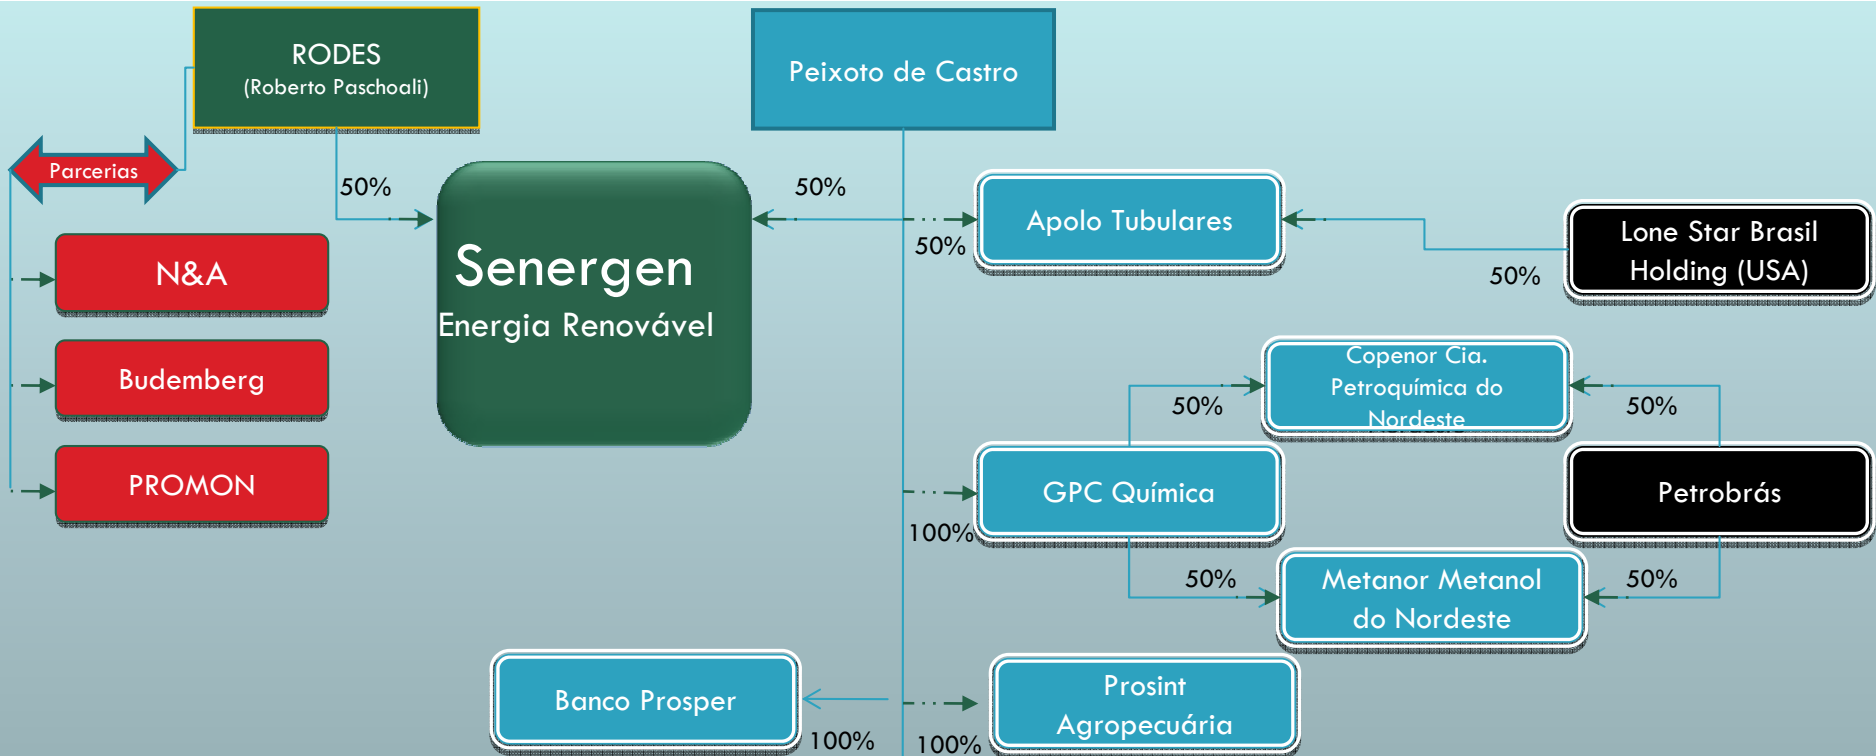 RODES
(Roberto Paschoali)
Peixoto de Castro
Parcerias
50%
50%
Senergen
Energia Renovável
N&A
Budemberg
PROMON
Apolo Tubulares
50%
Lone Star Brasil
Holding (USA)
50%
Copenor Cia.
Petroquímica do
Nordeste
50%
50%
GPC Química
100%
Petrobrás
50%
Metanor Metanol
do Nordeste
50%
Banco Prosper
100%
Prosint
Agropecuária
100%